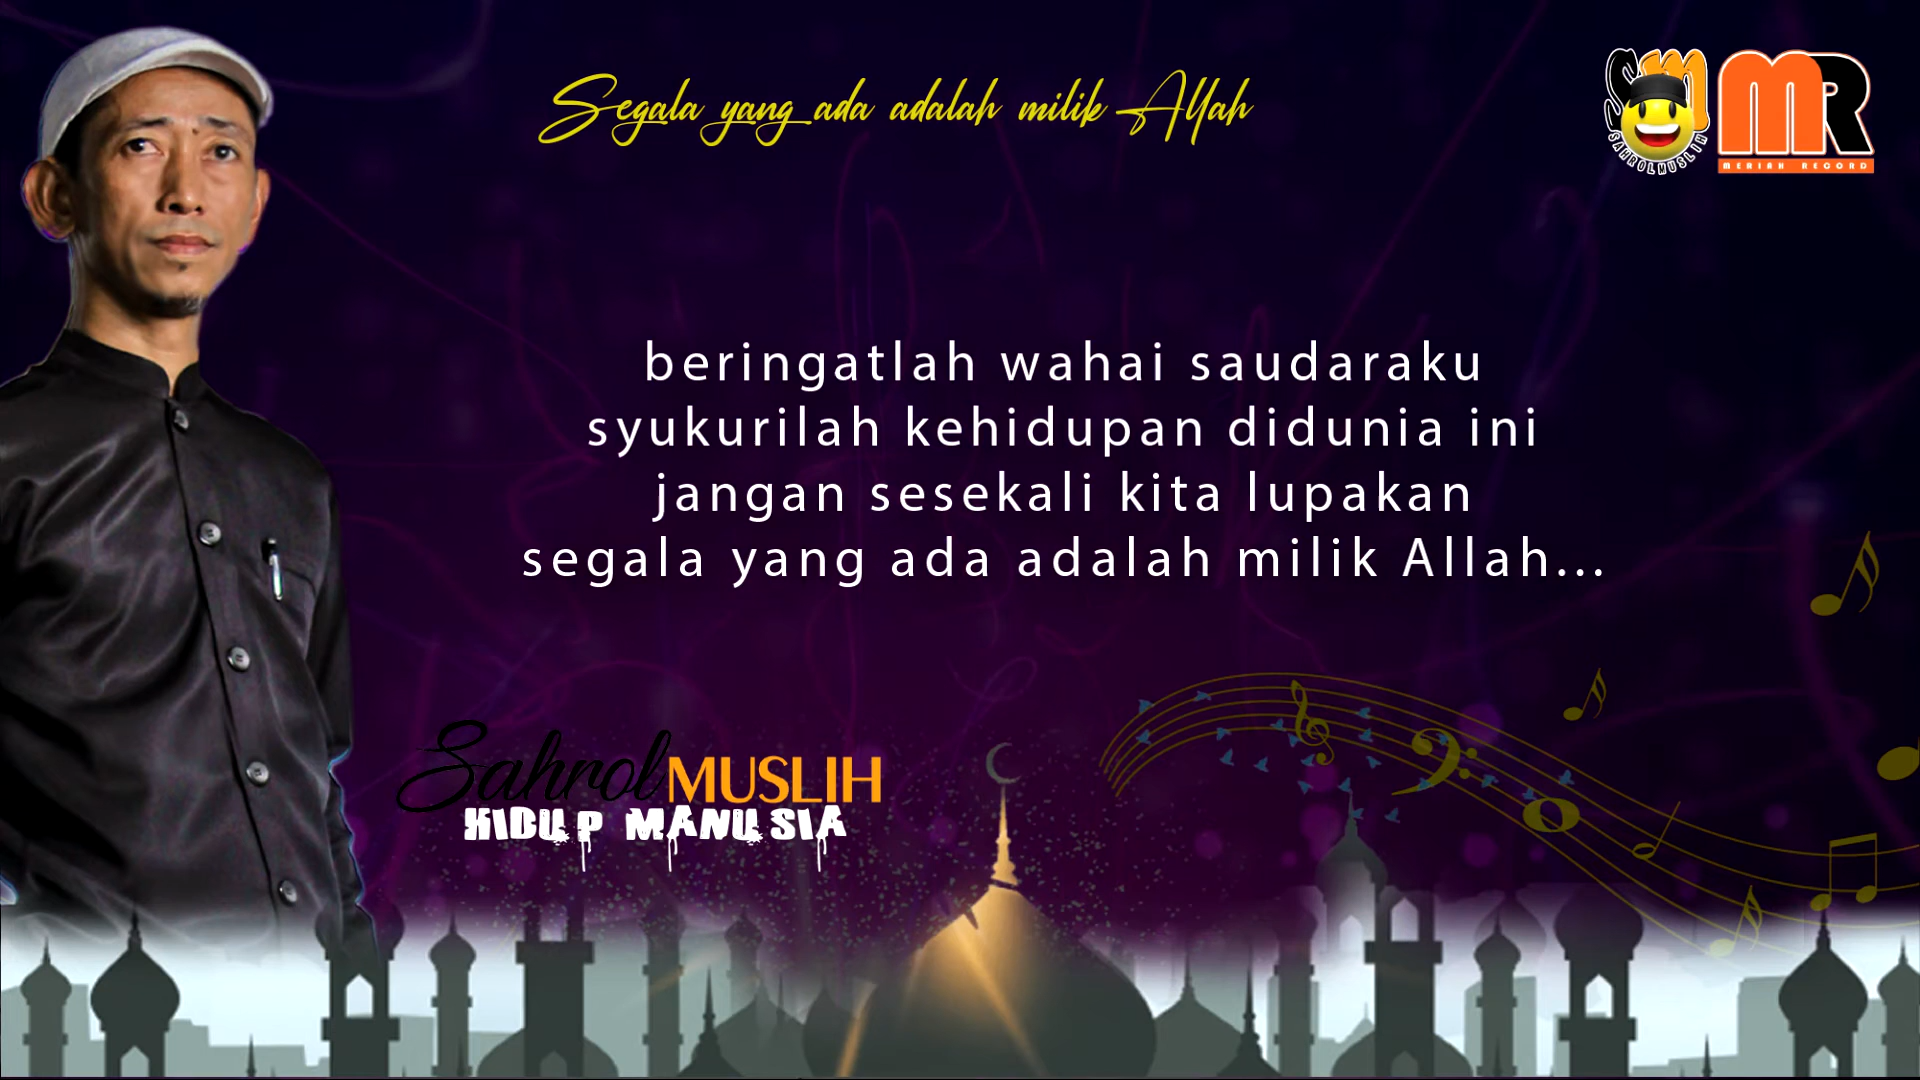 Segala yang ada adalah milik Allah
SM
SAHROLMUSLIH
MR
MERIAH RECORD
beringatlah wahai saudaraku
syukurilah kehidupan didunia ini
jangan sesekali kita lupakan
segala yang ada adalah milik Allah...
Sahrol MUSLIH
HIDUP MANUSIA